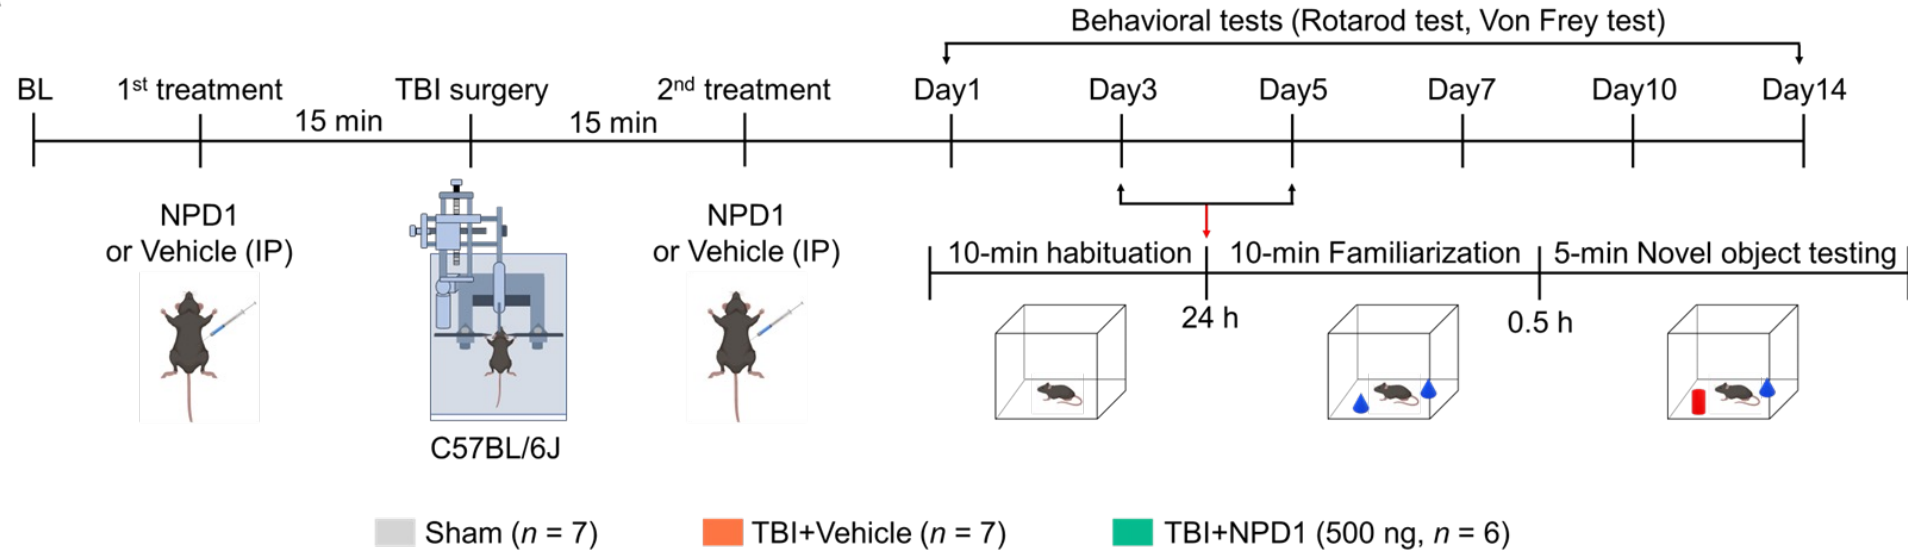 Behavioral tests (Rotarod test, Von Frey test)
BL
1st treatment
TBI surgery
2nd treatment
Day1
Day3
Day5
Day7
Day10
Day14
15 min
15 min
NPD1
or Vehicle (IP)
NPD1
or Vehicle (IP)
10-min habituation
10-min Familiarization
5-min Novel object testing
24 h
0.5 h
C57BL/6J
Sham (n = 7)
TBI+Vehicle (n = 7)
TBI+NPD1 (500 ng, n = 6)